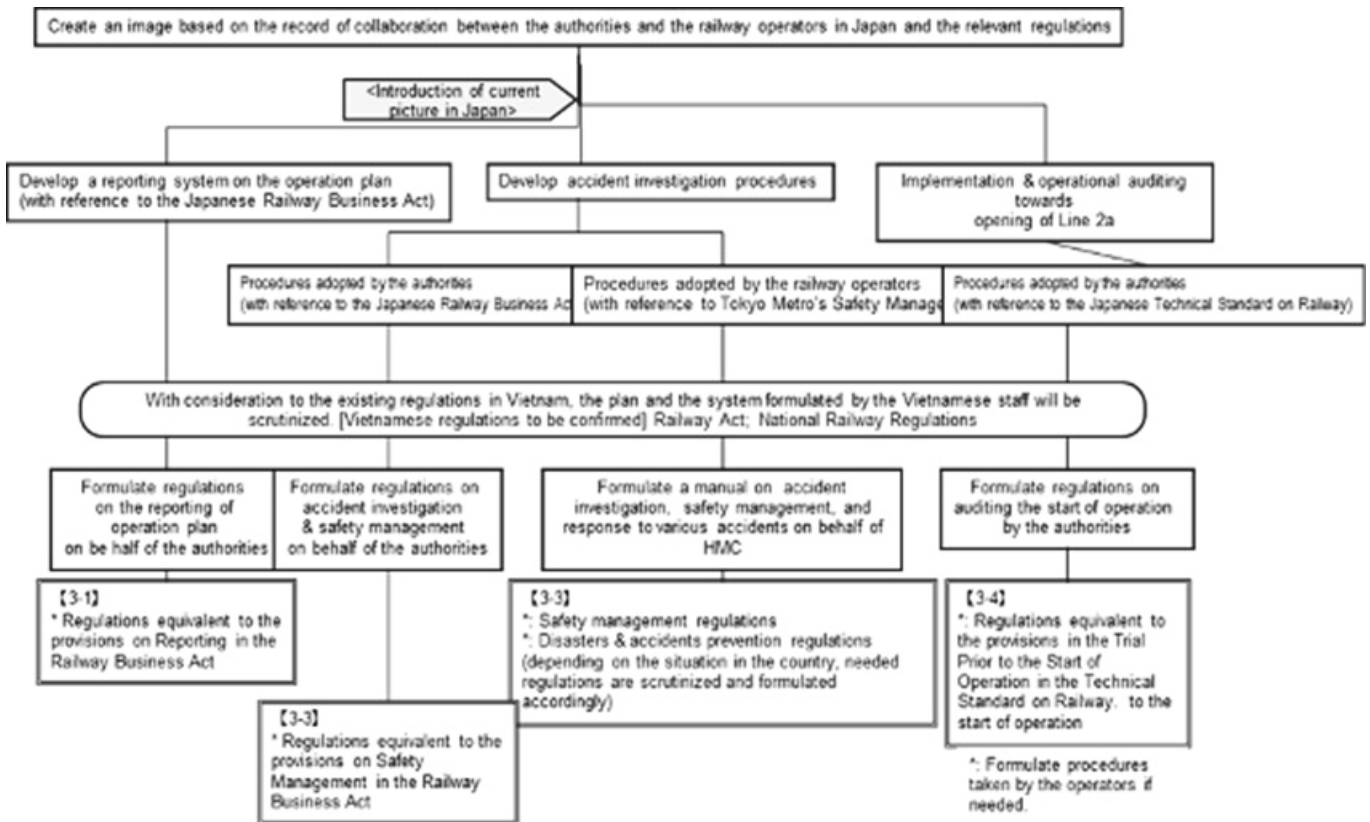 Create an image based on the record of collaboration between the authorities and the railway operators in Japan and the relevant regulations
<Introduction of current
picture in Japan>
Develop a reporting system on the operation plan
(with reference to the Japanese Railway Business Act)
Develop accident investigation procedures
Implementation & operational auditing
towards
opening of Line 2a
Procedures adopted by the authorities
(with reference to the Japanese Railway Business Ac
Procedures adopted by the railway operators
(with reference to Tokyo Metro's Safety Manage
Procedures adopted by the authorities
(with reference to the Japanese Technical Standard on Railway)
With consideration to the existing regulations in Vietnam, the plan and the system formulated by the Vietnamese staff will be
scrutinized. [Vietnamese regulations to be confirmed] Railway Act; National Railway Regulations
Formulate regulations
on the reporting of
operation plan
on be half of the authorities
Formulate regulations on
accident investigation
& safety management
on behalf of the authorities
Formulate a manual on accident
investigation, safety management, and
response to various accidents on behalf of
HMC
Formulate regulations on
auditing the start of operation
by the authorities
【3-1】
* Regulations equivalent to the
provisions on Reporting in the
Railway Business Act
【3-3】
* Regulations equivalent to the
provisions on Safety
Management in the Railway
Business Act
【3-3】
*: Safety management regulations
*: Disasters & accidents prevention regulations
(depending on the situation in the country, needed
regulations are scrutinized and formulated
accordingly)
【3-4】
*: Regulations equivalent to
the provisions in the Trial
Prior to the Start of
Operation in the Technical
Standard on Railway. to the
start of operation
*: Formulate procedures
taken by the operators if
needed.